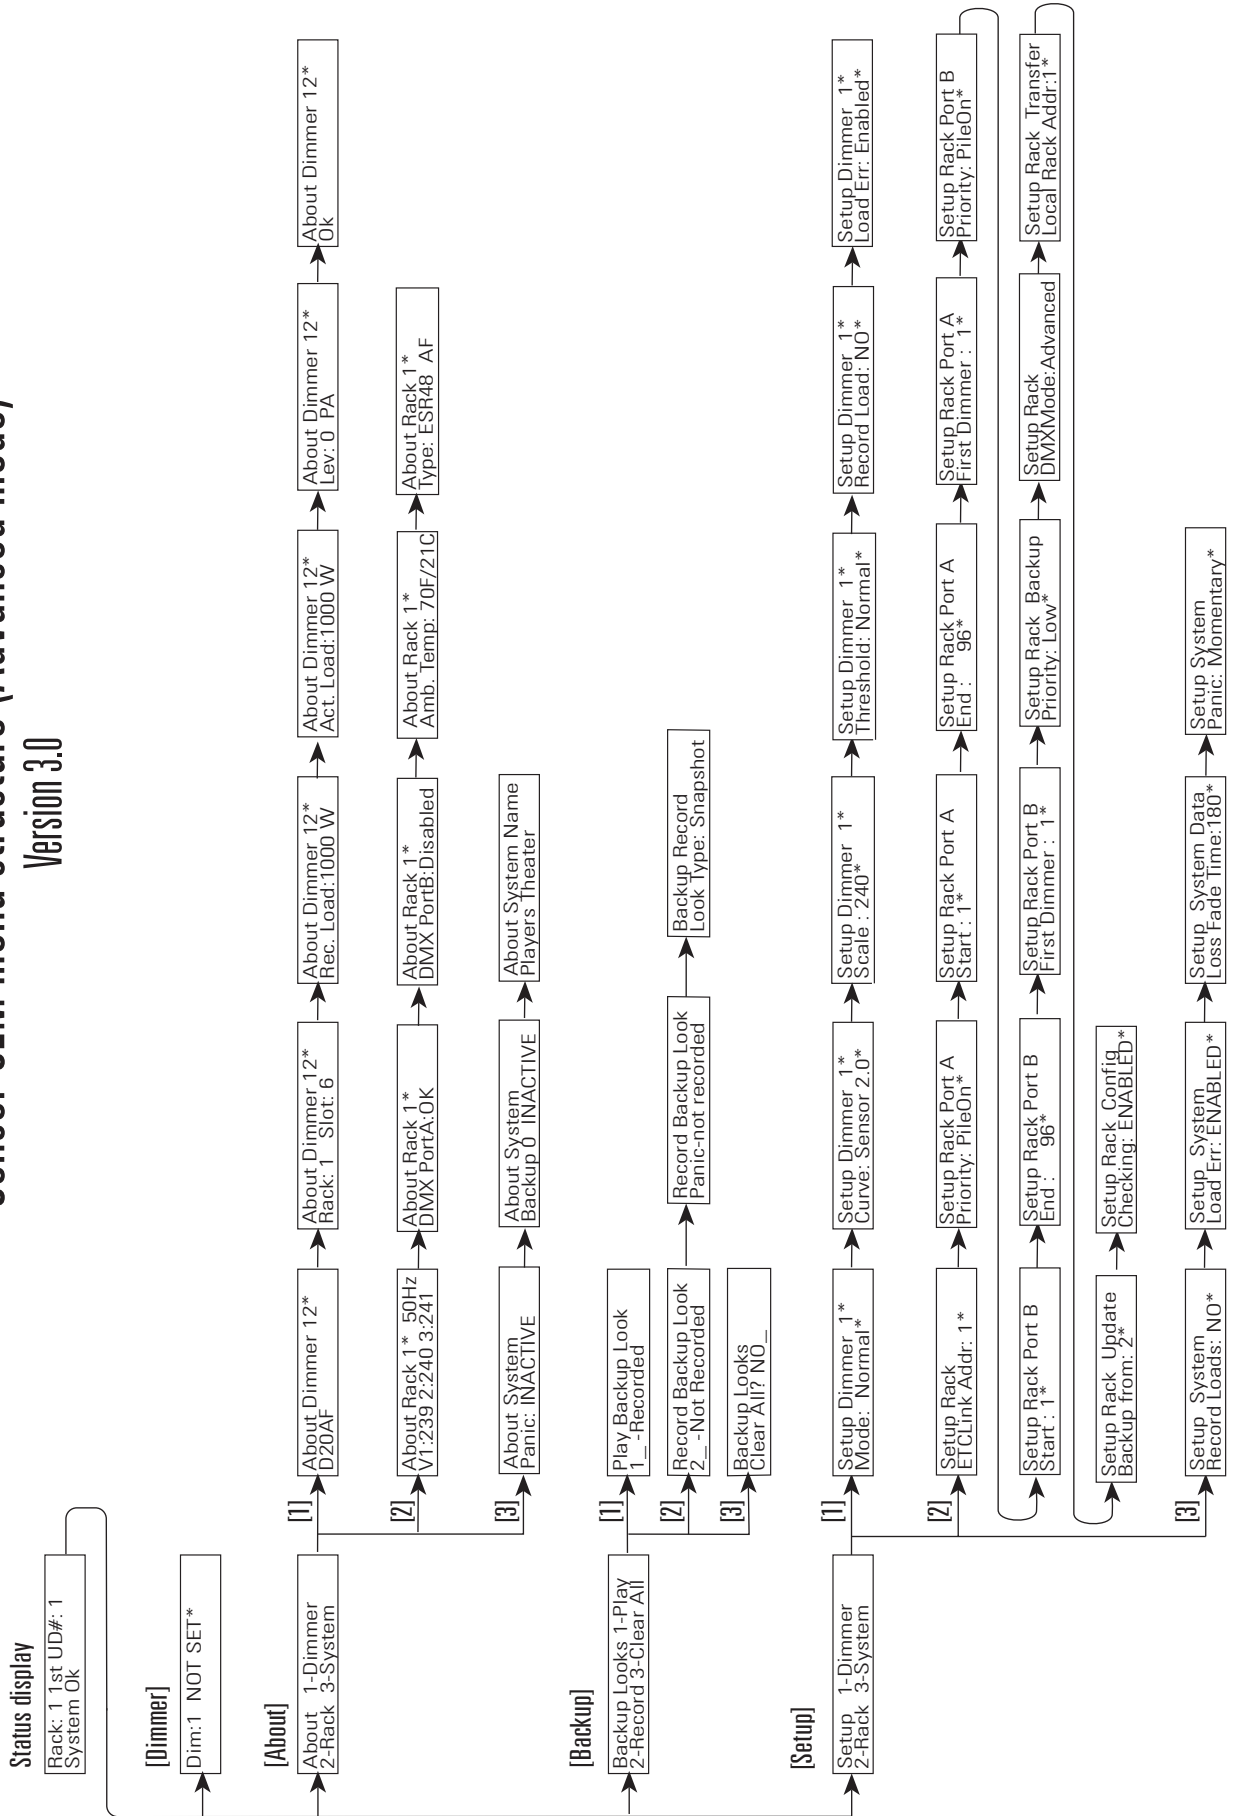 Sensor CEM menu structure (Advanced mode)
Version 3.0
Status display
Rack: 1 1st UD#: 1
System Ok
[Dimmer]
Dim:1 NOT SET*
[About]
About 1-Dimmer
2-Rack 3-System
[1]
About Dimmer 12*
D20AF
About Dimmer 12*
Rack: 1 Slot: 6
About Dimmer 12*
Rec. Load:1000 W
About Dimmer 12*
Act. Load:1000 W
About Dimmer 12*
Lev: 0 PA
About Dimmer 12*
Ok
[2]
About Rack 1* 50Hz
V1:239 2:240 3:241
About Rack 1*
DMX PortA:OK
About Rack 1*
DMX PortB:Disabled
About Rack 1*
Amb. Temp: 70F/21C
About Rack 1*
Type: ESR48 AF
[3]
About System
Panic: INACTIVE
About System
Backup 0 INACTIVE
About System Name
Players Theater
[Backup]
Backup Looks 1-Play
2-Record 3-Clear All
[1]
Play Backup Look
1_ -Recorded
[2]
Record Backup Look
2_ -Not Recorded
Record Backup Look
Panic-not recorded
Backup Record
Look Type: Snapshot
[3]
Backup Looks
Clear All? NO_
[Setup]
Setup 1-Dimmer
2-Rack 3-System
[1]
Setup Dimmer 1*
Mode: Normal*
Setup Dimmer 1*
Curve: Sensor 2.0*
Setup Dimmer 1*
Scale : 240*
Setup Dimmer 1*
Threshold: Normal*
Setup Dimmer 1*
Record Load: NO*
Setup Dimmer 1*
Load Err: Enabled*
[2]
Setup Rack
ETCLink Addr: 1*
Setup Rack Port A
Priority: PileOn*
Setup Rack Port A
Start : 1*
Setup Rack Port A
End : 96*
Setup Rack Port A
First Dimmer : 1*
Setup Rack Port B
Priority: PileOn*
Setup Rack Port B
Start : 1*
Setup Rack Port B
End : 96*
Setup Rack Port B
First Dimmer : 1*
Setup Rack Backup
Priority: Low*
Setup Rack
DMXMode:Advanced
Setup Rack Transfer
Local Rack Addr:1*
Setup Rack Update
Backup from: 2*
Setup Rack Config
Checking: ENABLED*
[3]
Setup System
Record Loads: NO*
Setup System
Load Err: ENABLED*
Setup System Data
Loss Fade Time:180*
Setup System
Panic: Momentary*